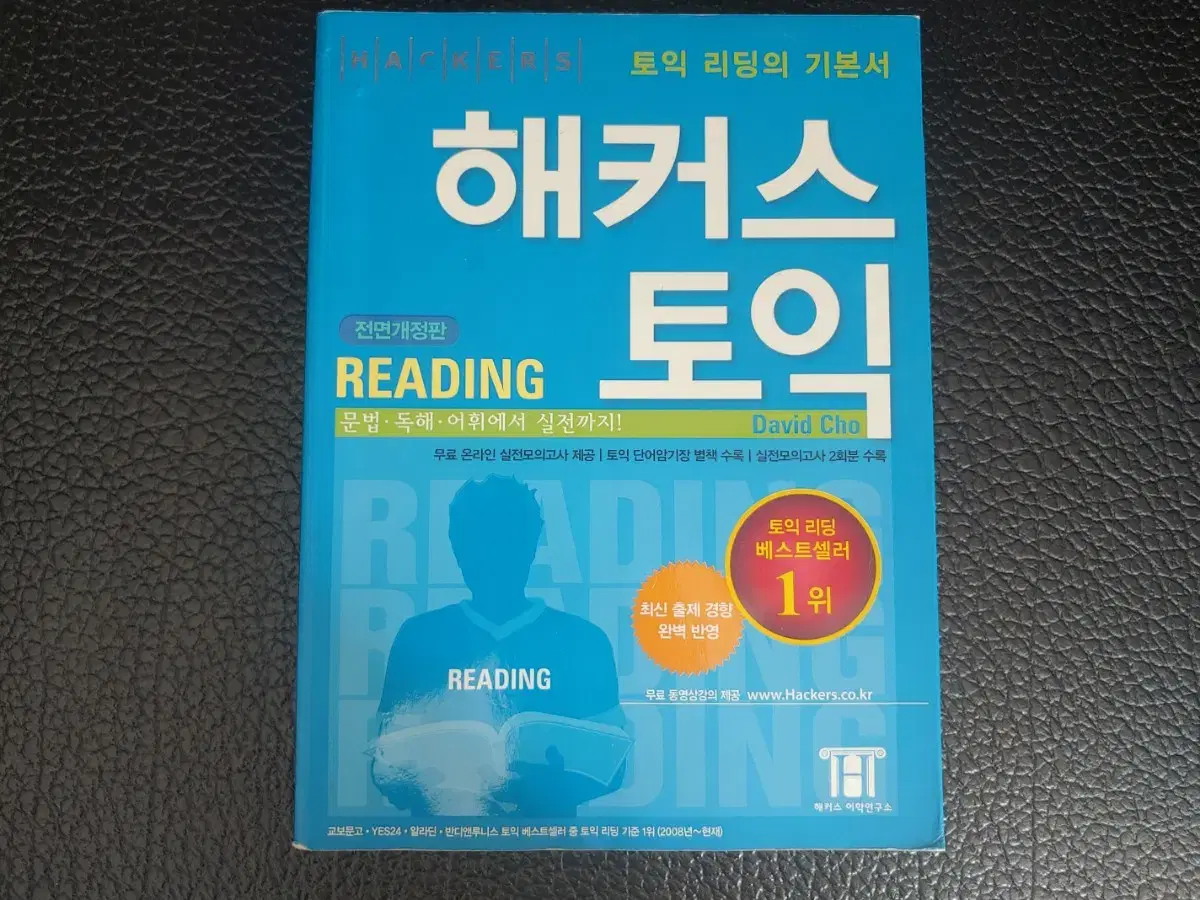 HACKERS
토익 리딩의 기본서
해커스
토익
전면개정판
READING
문법·독해·어휘에서 실전까지!
David Cho
무료 온라인 실전모의고사 제공 | 토익 단어암기장 별책 수록 | 실전모의고사 2회분 수록
READING
READING
READING
토익 리딩
베스트셀러
1위
최신 출제 경향
완벽 반영
READING
무료 동영상강의 제공 www.Hackers.co.kr
해커스 어학연구소
교보문고·YES24·알라딘·반디앤루니스 토익 베스트셀러 중 토익 리딩 기준 1위 (2008년~현재)